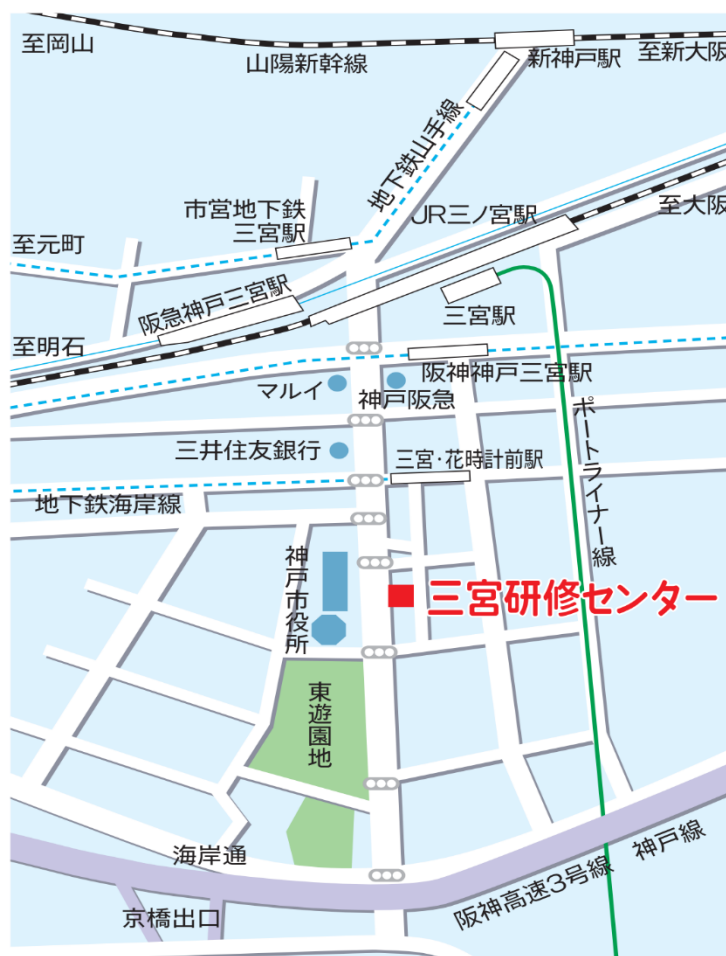 至岡山
山陽新幹線
新神戸駅
至新大阪
地下鉄山手線
市営地下鉄
三宮駅
JR三ノ宮駅
至大阪
至元町
阪急神戸三宮駅
三宮駅
至明石
阪神神戸三宮駅
マルイ
神戸阪急
ポートライナー線
三井住友銀行
三宮・花時計前駅
地下鉄海岸線
神戸市役所
三宮研修センター
東遊園地
海岸通
阪神高速3号線 神戸線
京橋出口